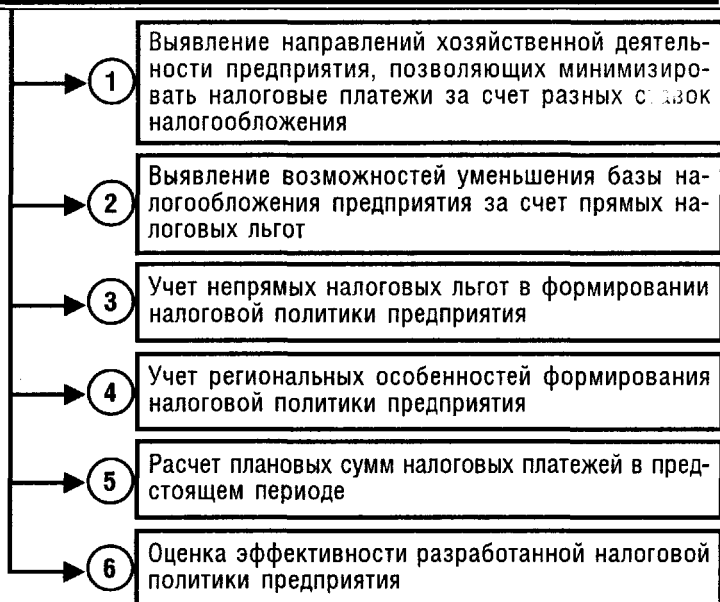 1
Выявление направлений хозяйственной деятель-
ности предприятия, позволяющих минимизиро-
вать налоговые платежи за счет разных
налогообложения
2
Выявление возможностей уменьшения базы на-
логообложения предприятия за счет прямых на-
логовых льгот
3
Учет непрямых налоговых льгот в формировании
налоговой политики предприятия
4
Учет региональных особенностей формирования
налоговой политики предприятия
5
Расчет плановых сумм налоговых платежей в пред-
стоящем периоде
6
Оценка эффективности разработанной налоговой
политики предприятия